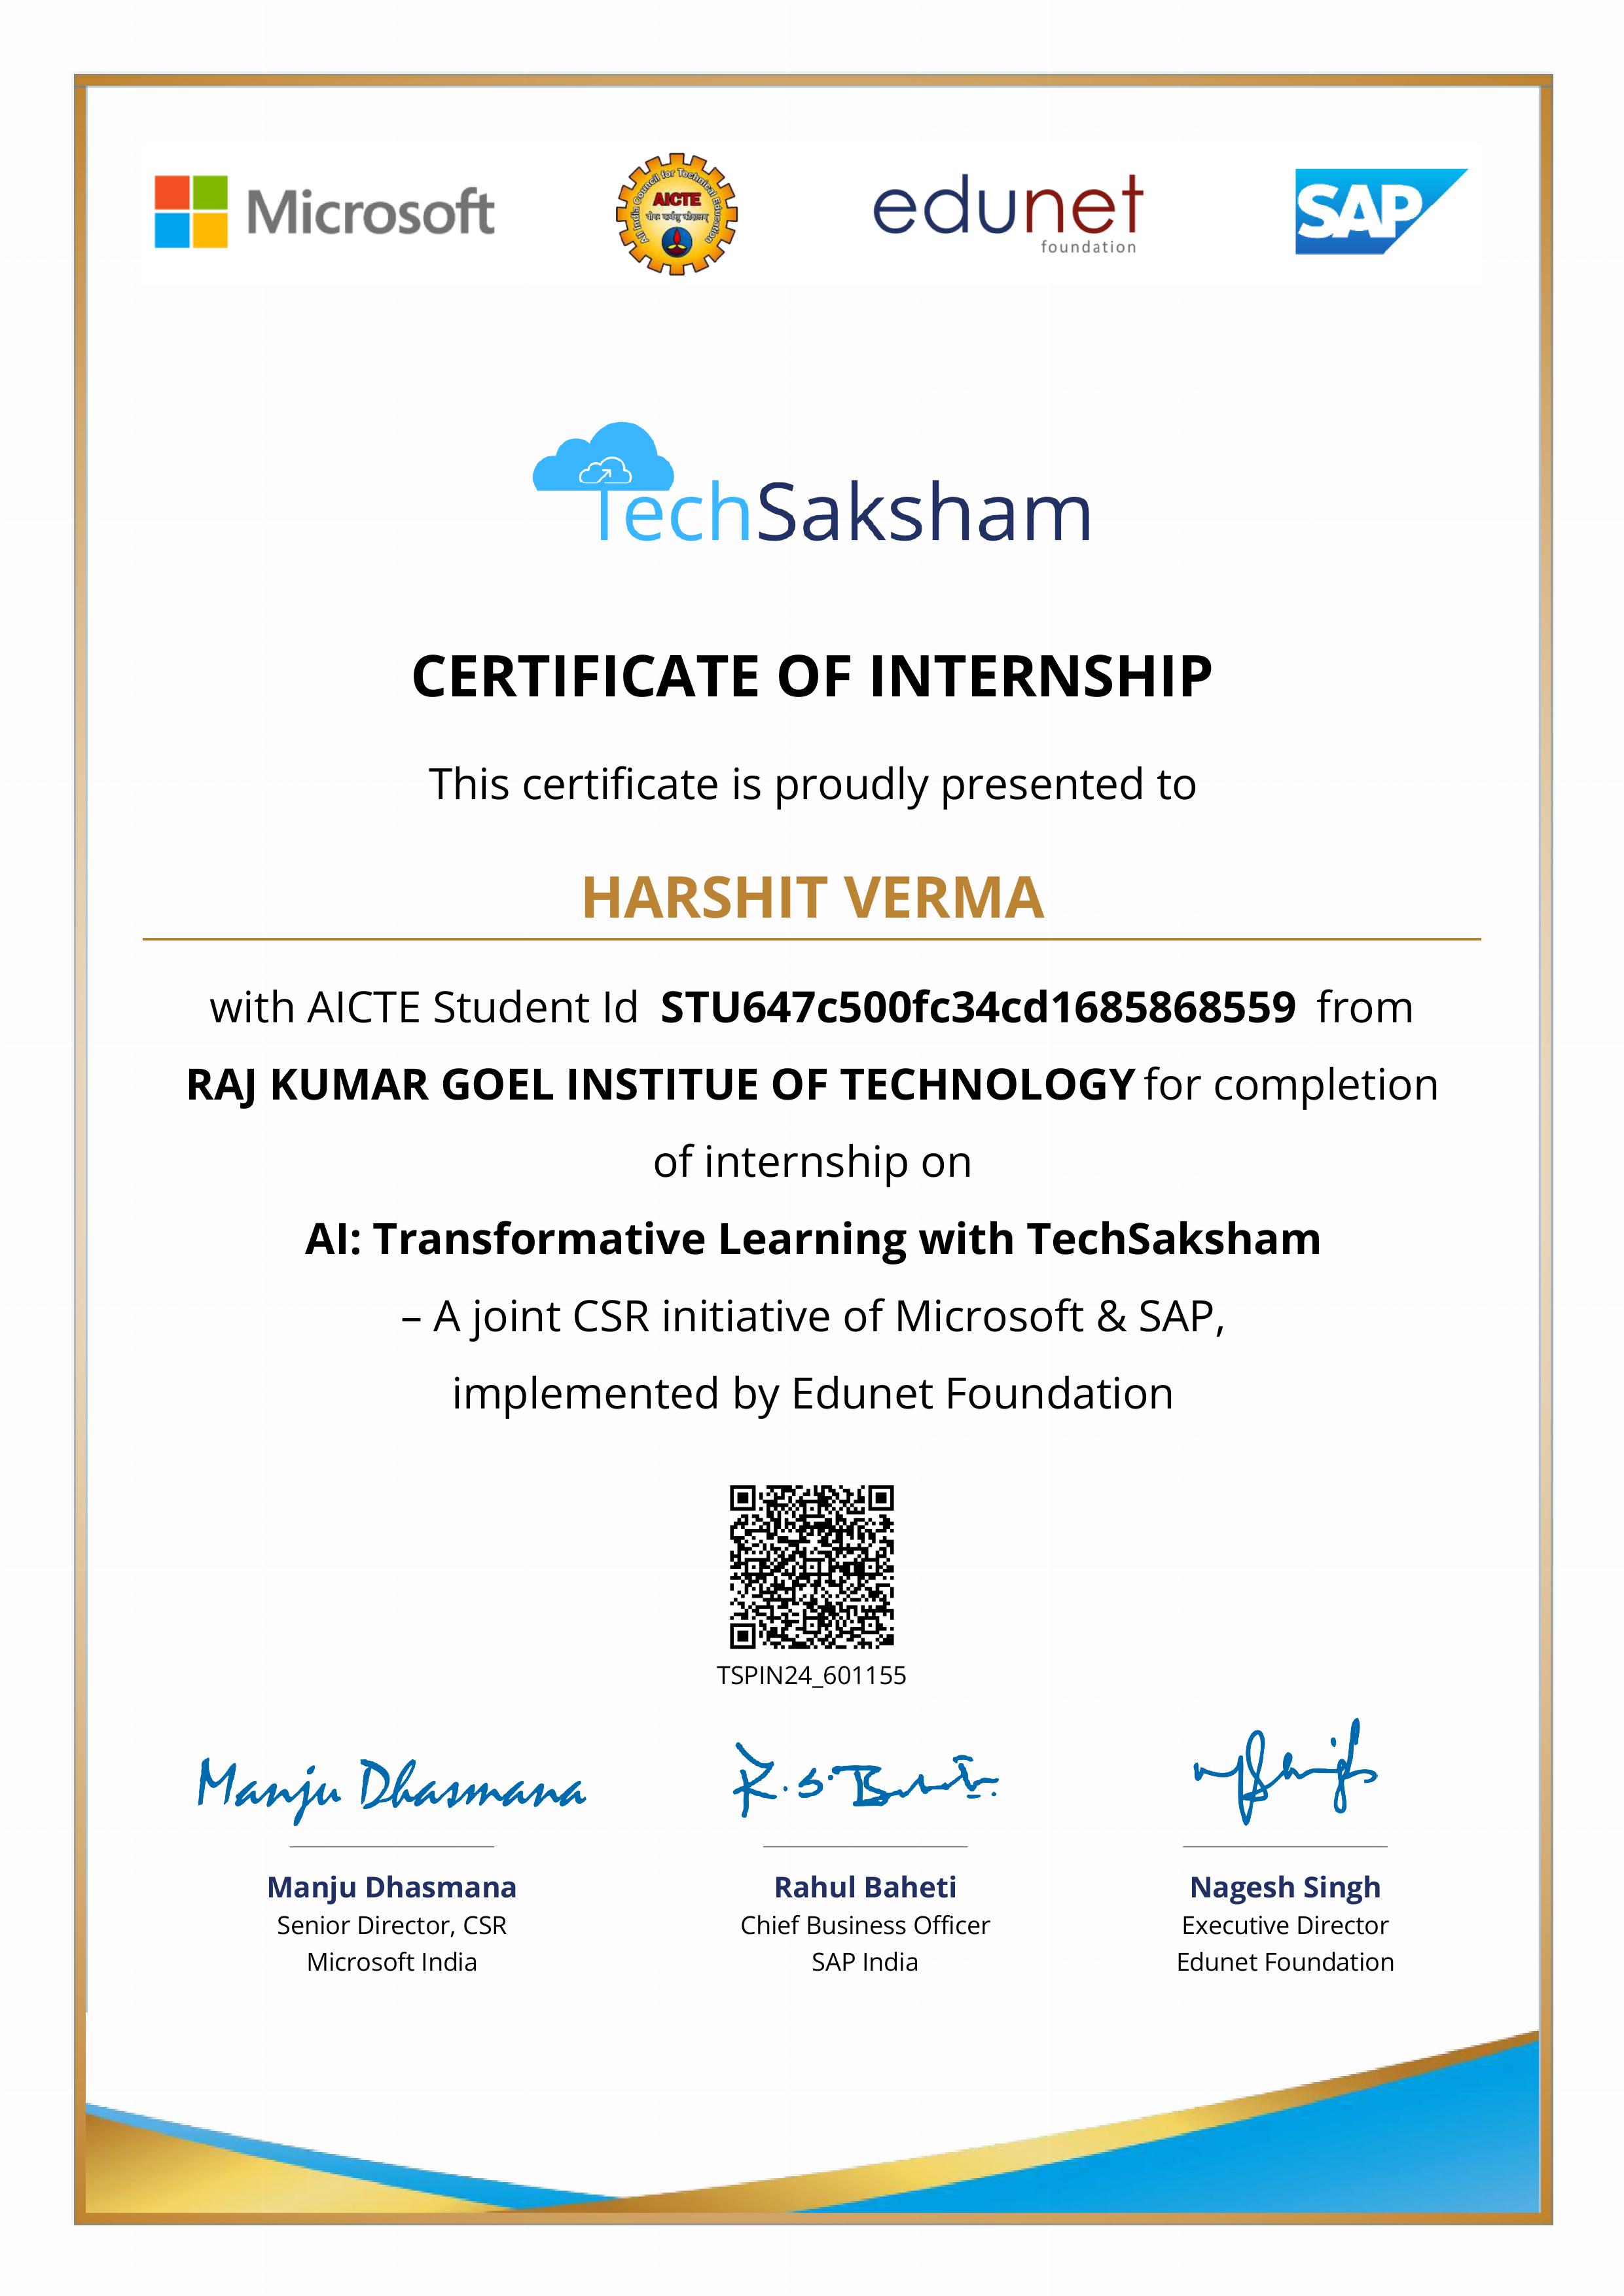 Microsoft
All India Council for Technical Education
AICTE
edunet
foundation
SAP
TechSaksham
CERTIFICATE OF INTERNSHIP
This certificate is proudly presented to
HARSHIT VERMA
with AICTE Student Id STU647c500fc34cd1685868559 from
RAJ KUMAR GOEL INSTITUE OF TECHNOLOGY for completion
of internship on
AI: Transformative Learning with TechSaksham
– A joint CSR initiative of Microsoft & SAP,
implemented by Edunet Foundation
TSPIN24_601155
Manju Dhasmana
Manju Dhasmana
Senior Director, CSR
Microsoft India
Rahul Baheti
Chief Business Officer
SAP India
Nagesh Singh
Executive Director
Edunet Foundation